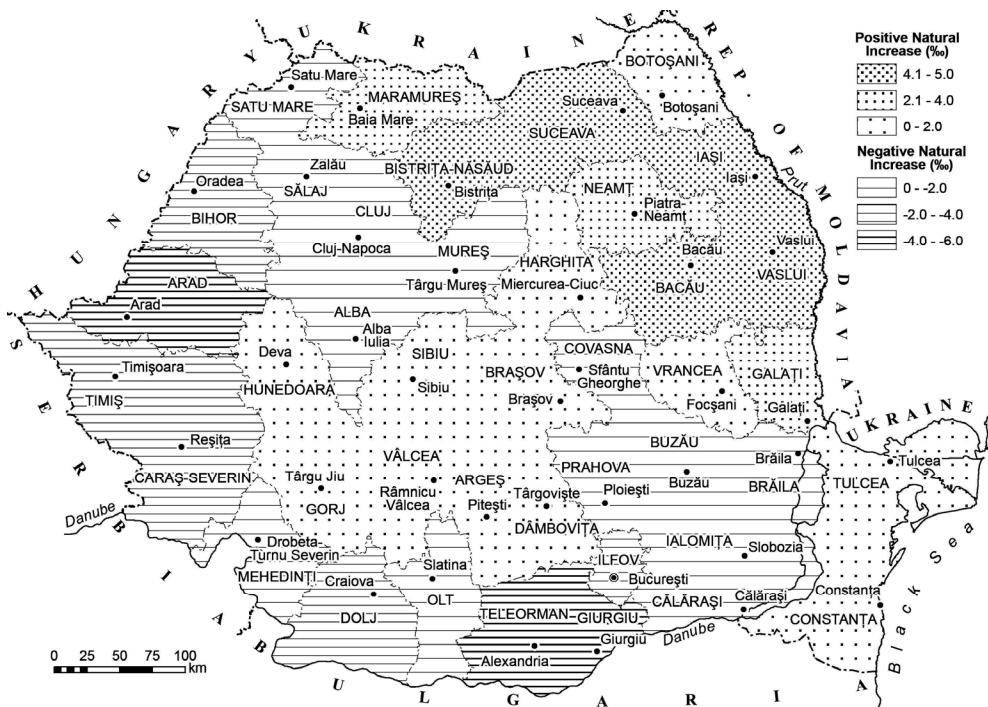 HUNGARY
UKRAINE
REP. OF MOLDAVIA
UKRAINE
Black Sea
BULGARIA
SERBIA
Prut
Danube
Danube
Positive Natural
Increase (‰)
4.1 - 5.0
2.1 - 4.0
0 - 2.0
Negative Natural
Increase (‰)
0 - -2.0
-2.0 - -4.0
-4.0 - -6.0
Satu Mare
SATU MARE
MARAMUREŞ
Baia Mare
BOTOŞANI
Botoşani
Suceava
SUCEAVA
IAŞI
Iaşi
Oradea
BIHOR
Zalău
SĂLAJ
BISTRIŢA-NĂSĂUD
Bistriţa
NEAMŢ
Piatra-
Neamţ
CLUJ
Cluj-Napoca
MUREŞ
Târgu Mureş
HARGHITA
Miercurea-Ciuc
Bacău
BACĂU
Vaslui
VASLUI
ARAD
Arad
ALBA
Alba
Iulia
Deva
HUNEDOARA
SIBIU
Sibiu
BRAŞOV
Braşov
COVASNA
Sfântu
Gheorghe
VRANCEA
Focşani
GALAŢI
Galaţi
Timişoara
TIMIŞ
Reşiţa
CARAŞ-SEVERIN
Târgu Jiu
GORJ
VÂLCEA
Râmnicu
Vâlcea
ARGEŞ
Piteşti
Târgovişte
DÂMBOVIŢA
PRAHOVA
Ploieşti
BUZĂU
Buzău
Brăila
BRĂILA
Tulcea
TULCEA
Drobeta-
Turnu Severin
MEHEDINŢI
Craiova
DOLJ
Slatina
OLT
TELEORMAN
Alexandria
GIURGIU
Giurgiu
ILFOV
Bucureşti
IALOMIŢA
Slobozia
CĂLĂRAŞI
Călăraşi
Constanţa
CONSTANŢA
0 25 50 75 100
km